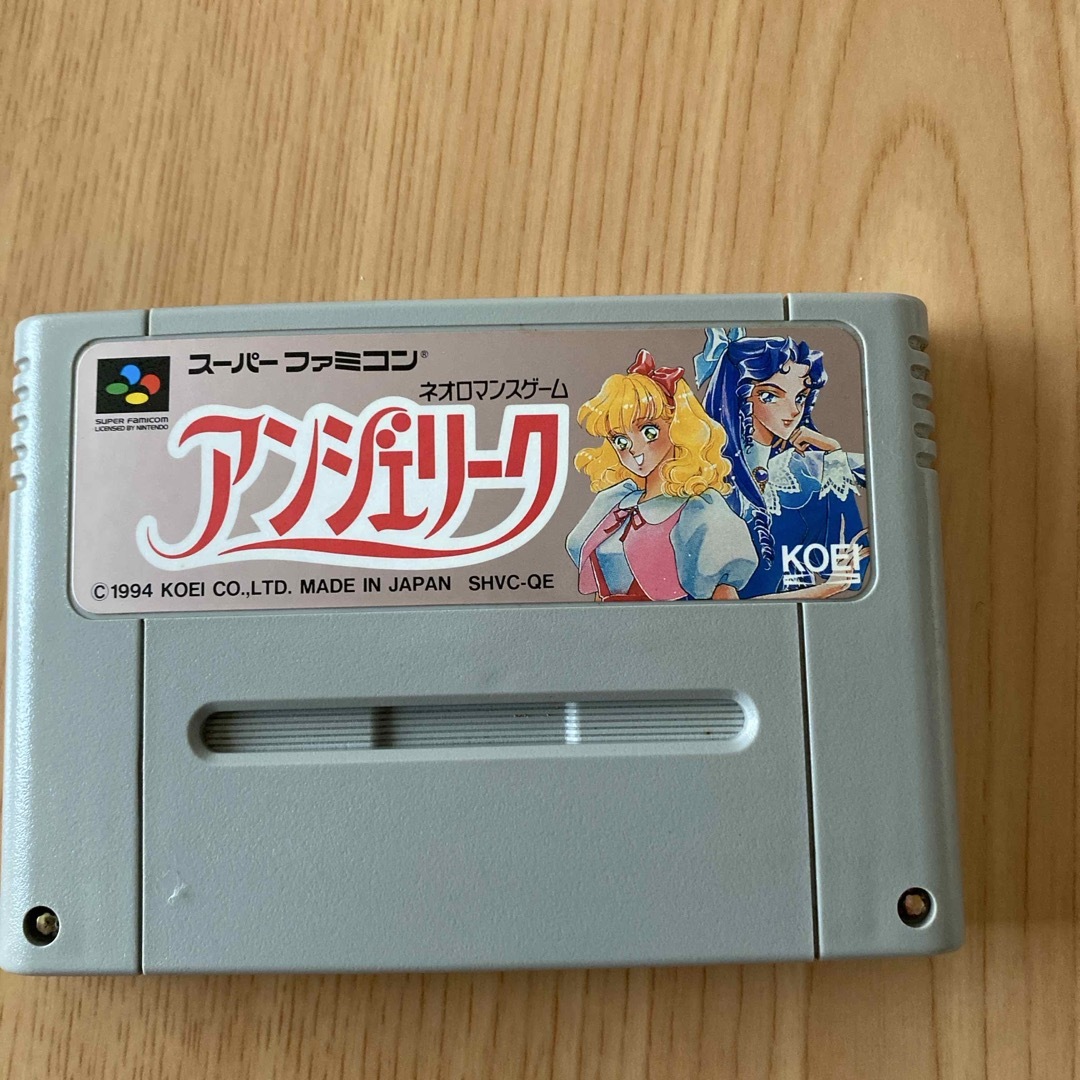 スーパーファミコン®
SUPER FAMICOM
LICENSED BY NINTENDO
ネオロマンスゲーム
アンジェリーク
KOEI
©1994 KOEI CO.,LTD. MADE IN JAPAN SHVC-QE